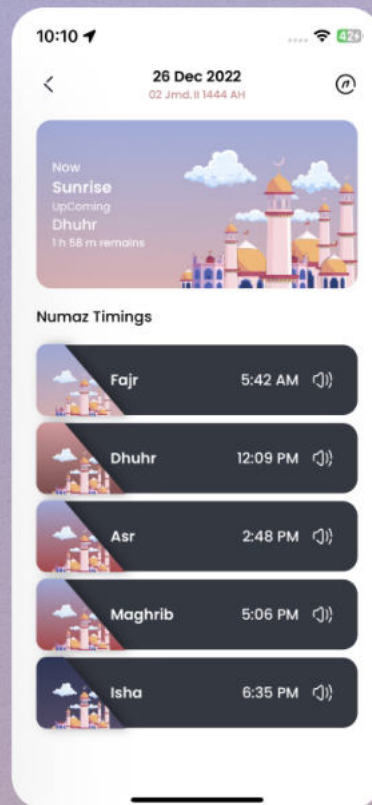 10:10
42
26 Dec 2022
02 Jmd.II 1444 AH
Now
Sunrise
UpComing
Dhuhr
1 h 58 m remains
Numaz Timings
Fajr 5:42 AM
Dhuhr 12:09 PM
Asr 2:48 PM
Maghrib 5:06 PM
Isha 6:35 PM